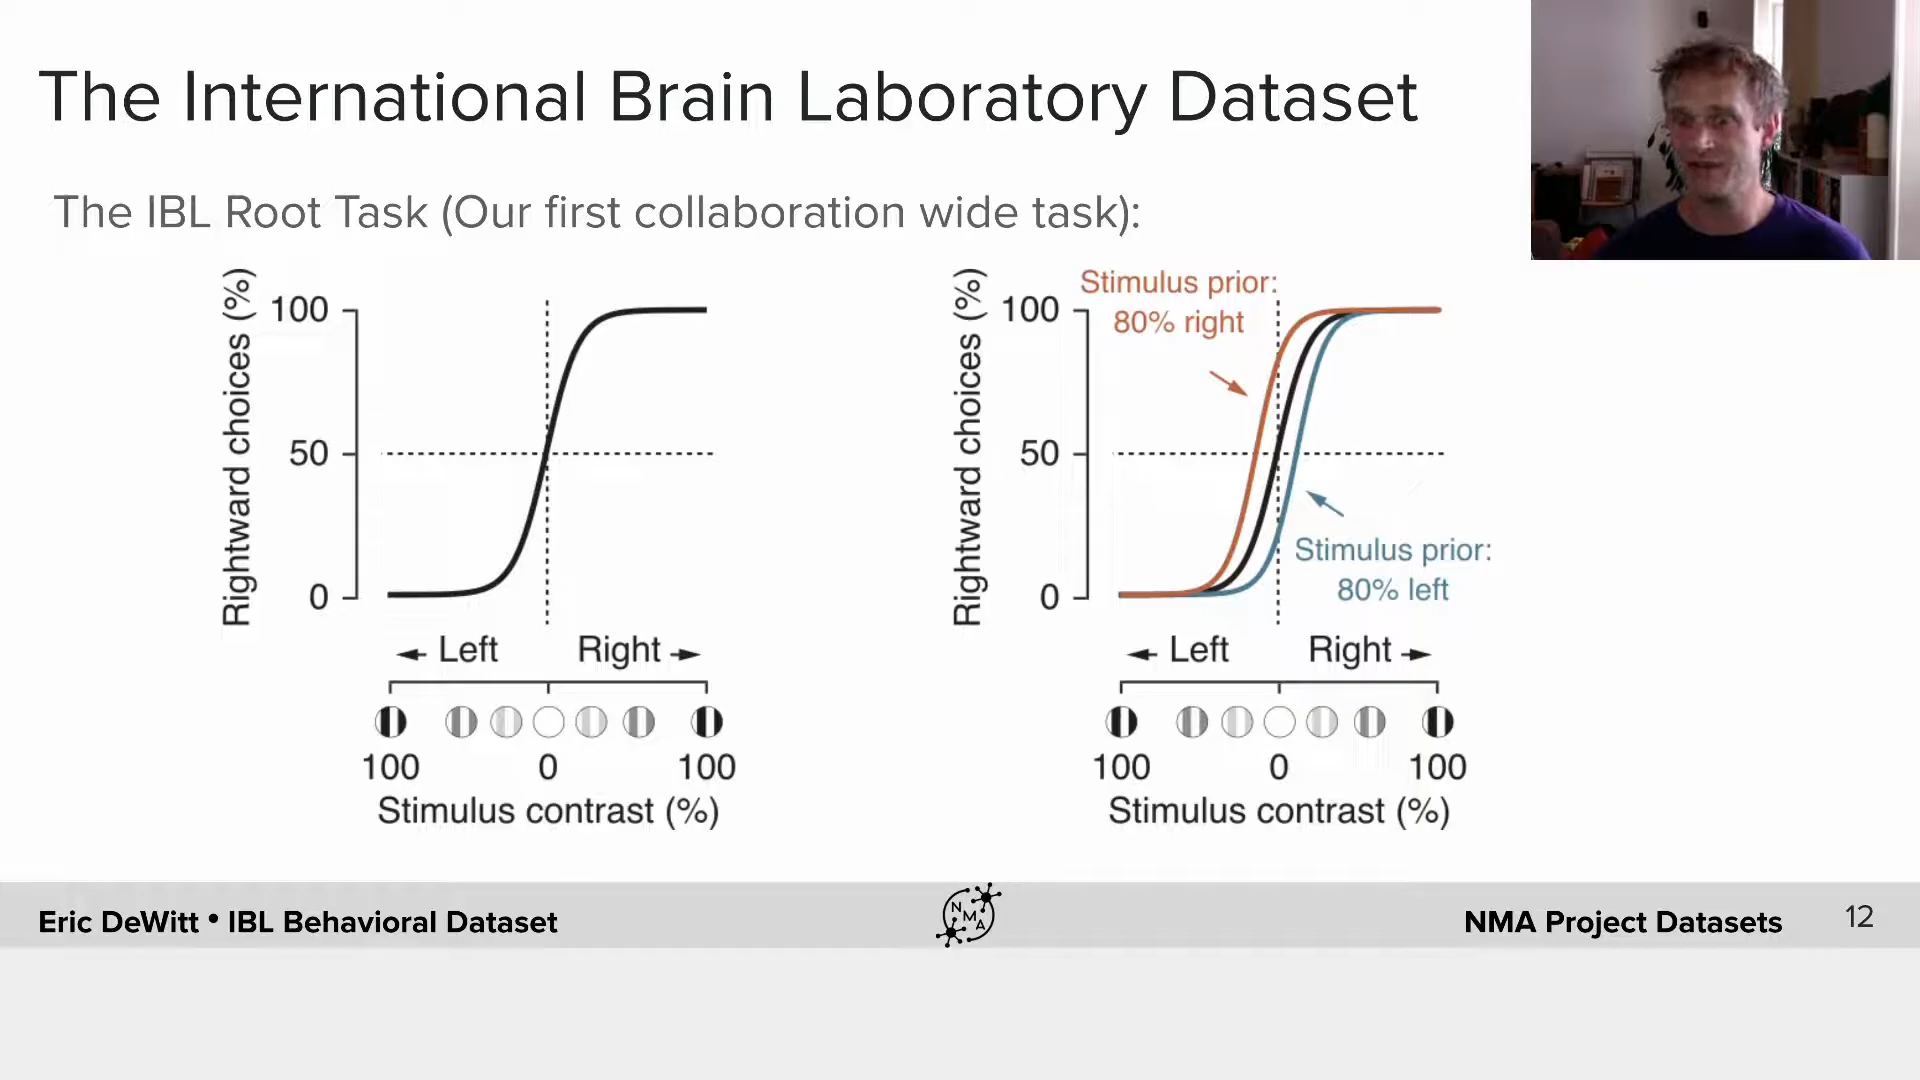 The International Brain Laboratory Dataset
The IBL Root Task (Our first collaboration wide task):
Rightward choices (%)
100
50
0
← Left
Right →
100
0
100
Stimulus contrast (%)
Rightward choices (%)
100
50
0
Stimulus prior:
80% right
Stimulus prior:
80% left
← Left
Right →
100
0
100
Stimulus contrast (%)
Eric DeWitt • IBL Behavioral Dataset
NMA
NMA Project Datasets
12